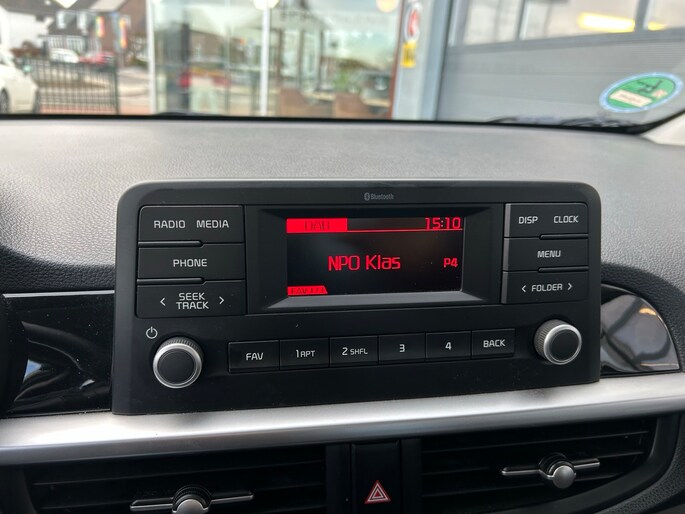 Bluetooth
RADIO MEDIA
PHONE
< SEEK >
TRACK
DAB
15:10
NPO Klas
P4
RADIO
DISP CLOCK
MENU
< FOLDER >
FAV
1 RPT
2 SHFL
3
4
BACK